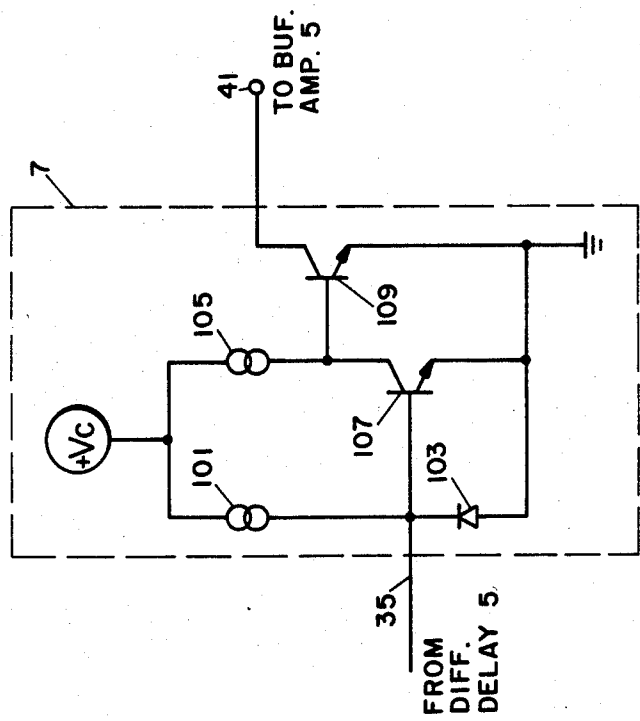 7
+Vc
101
105
41
TO BUF.
AMP. 5
35
107
109
103
FROM
DIFF.
DELAY 5